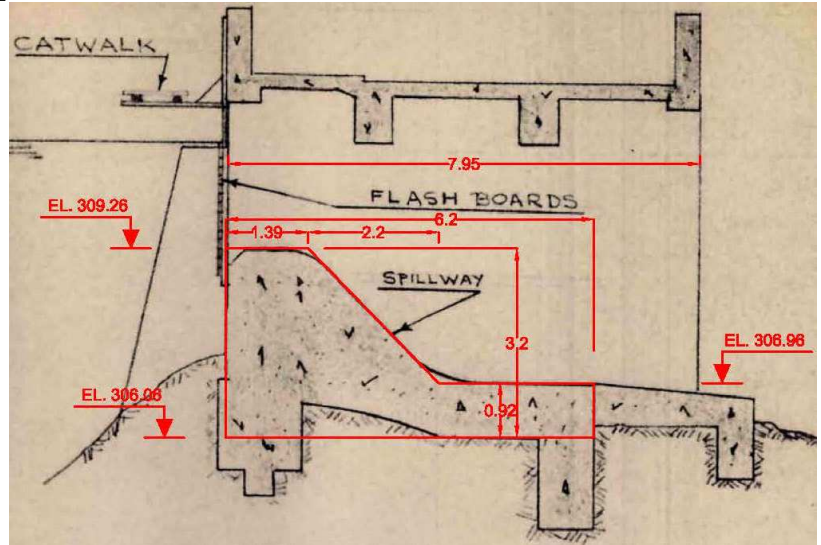 CATWALK
7.95
FLASH BOARDS
EL. 309.26
6.2
1.39
2.2
SPILLWAY
3.2
EL. 306.96
EL. 306.06
0.92